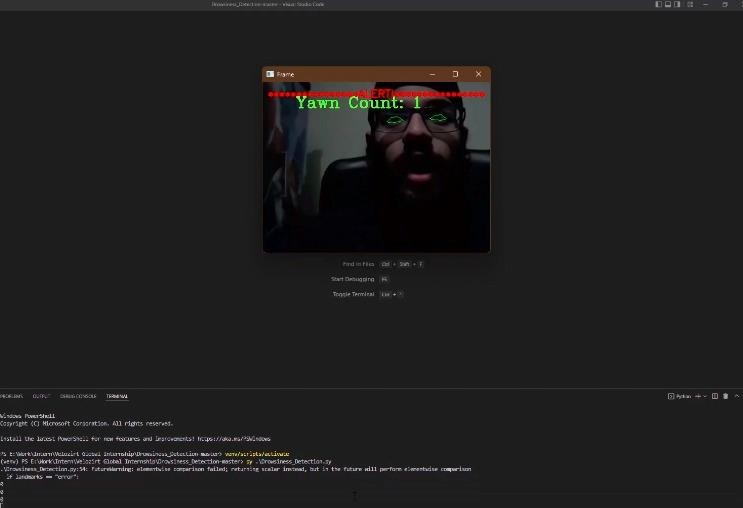 Drowsiness_Detection-master - Visual Studio Code
Frame
ALERT!
Yawn Count: 1
Find in Files Ctrl + Shift + F
Start Debugging F5
Toggle Terminal Ctrl + `
PROBLEMS OUTPUT DEBUG CONSOLE TERMINAL
Python
Windows PowerShell
Copyright (C) Microsoft Corporation. All rights reserved.
Install the latest PowerShell for new features and improvements! https://aka.ms/PSWindows
PS E:\Work\Intern\Velozirt Global Internship\Drowsiness_Detection-master> venv/scripts/activate
(venv) PS E:\Work\Intern\Velozirt Global Internship\Drowsiness_Detection-master> py .\Drowsiness_Detection.py
.\Drowsiness_Detection.py:54: FutureWarning: elementwise comparison failed; returning scalar instead, but in the future will perform elementwise comparison
if landmarks == "error":
0
0
0